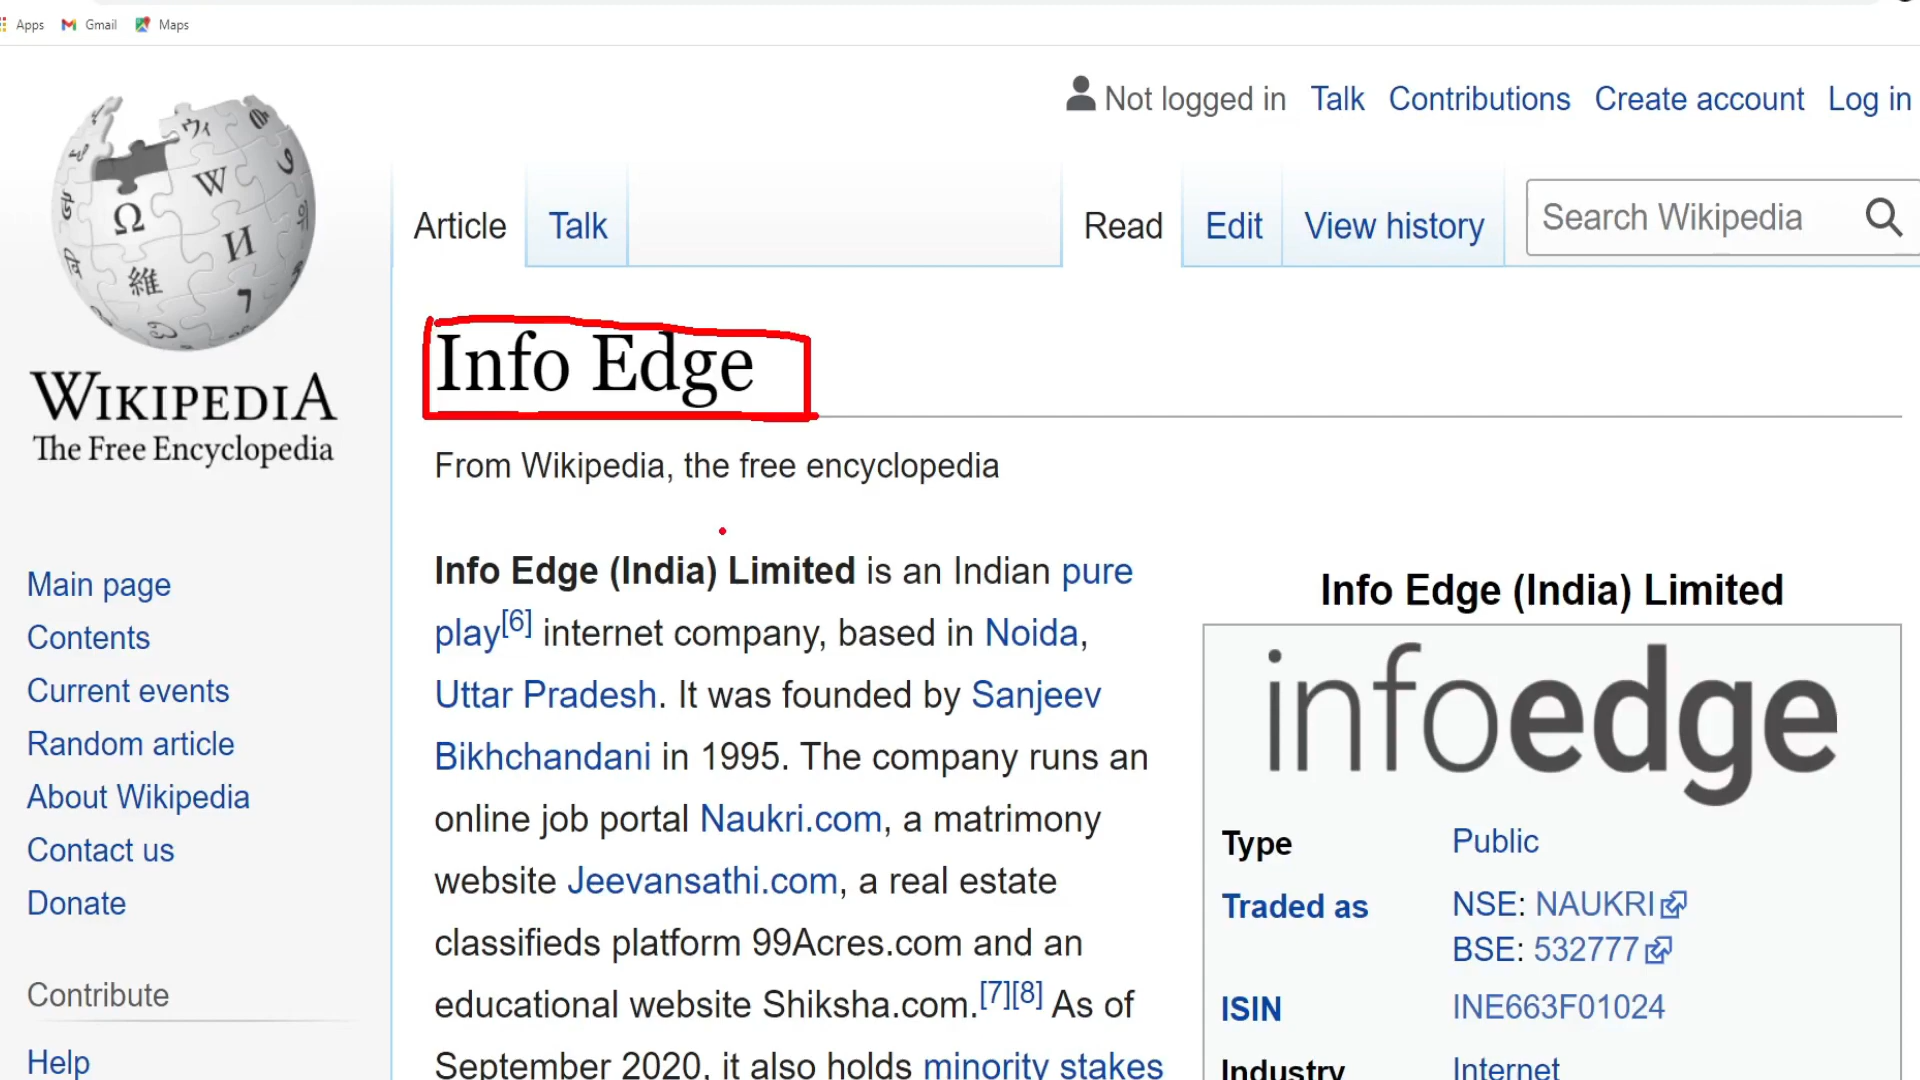 Apps Gmail Maps
Not logged in Talk Contributions Create account Log in
Article Talk Read Edit View history Search Wikipedia
WIKIPEDIA
The Free Encyclopedia
Main page
Contents
Current events
Random article
About Wikipedia
Contact us
Donate
Contribute
Help
Info Edge
From Wikipedia, the free encyclopedia
Info Edge (India) Limited is an Indian pure
play[6] internet company, based in Noida,
Uttar Pradesh. It was founded by Sanjeev
Bikhchandani in 1995. The company runs an
online job portal Naukri.com, a matrimony
website Jeevansathi.com, a real estate
classifieds platform 99Acres.com and an
educational website Shiksha.com.[7][8] As of
September 2020, it also holds minority stakes
Info Edge (India) Limited
infoedge
Type Public
Traded as NSE: NAUKRI
BSE: 532777
ISIN INE663F01024
Industry Internet